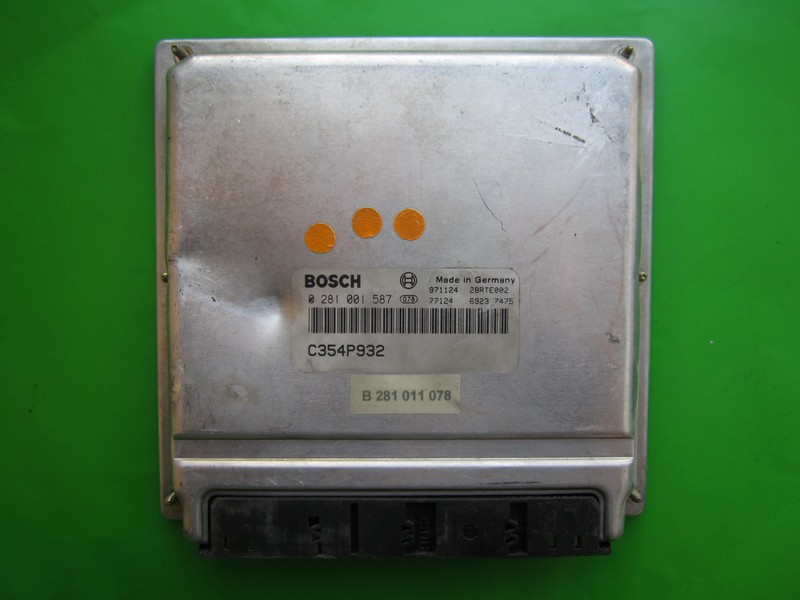 BOSCH Made in Germany
0 281 001 587 078 971124 28RTE002
77124 6923 7475
C354P932
B 281 011 078